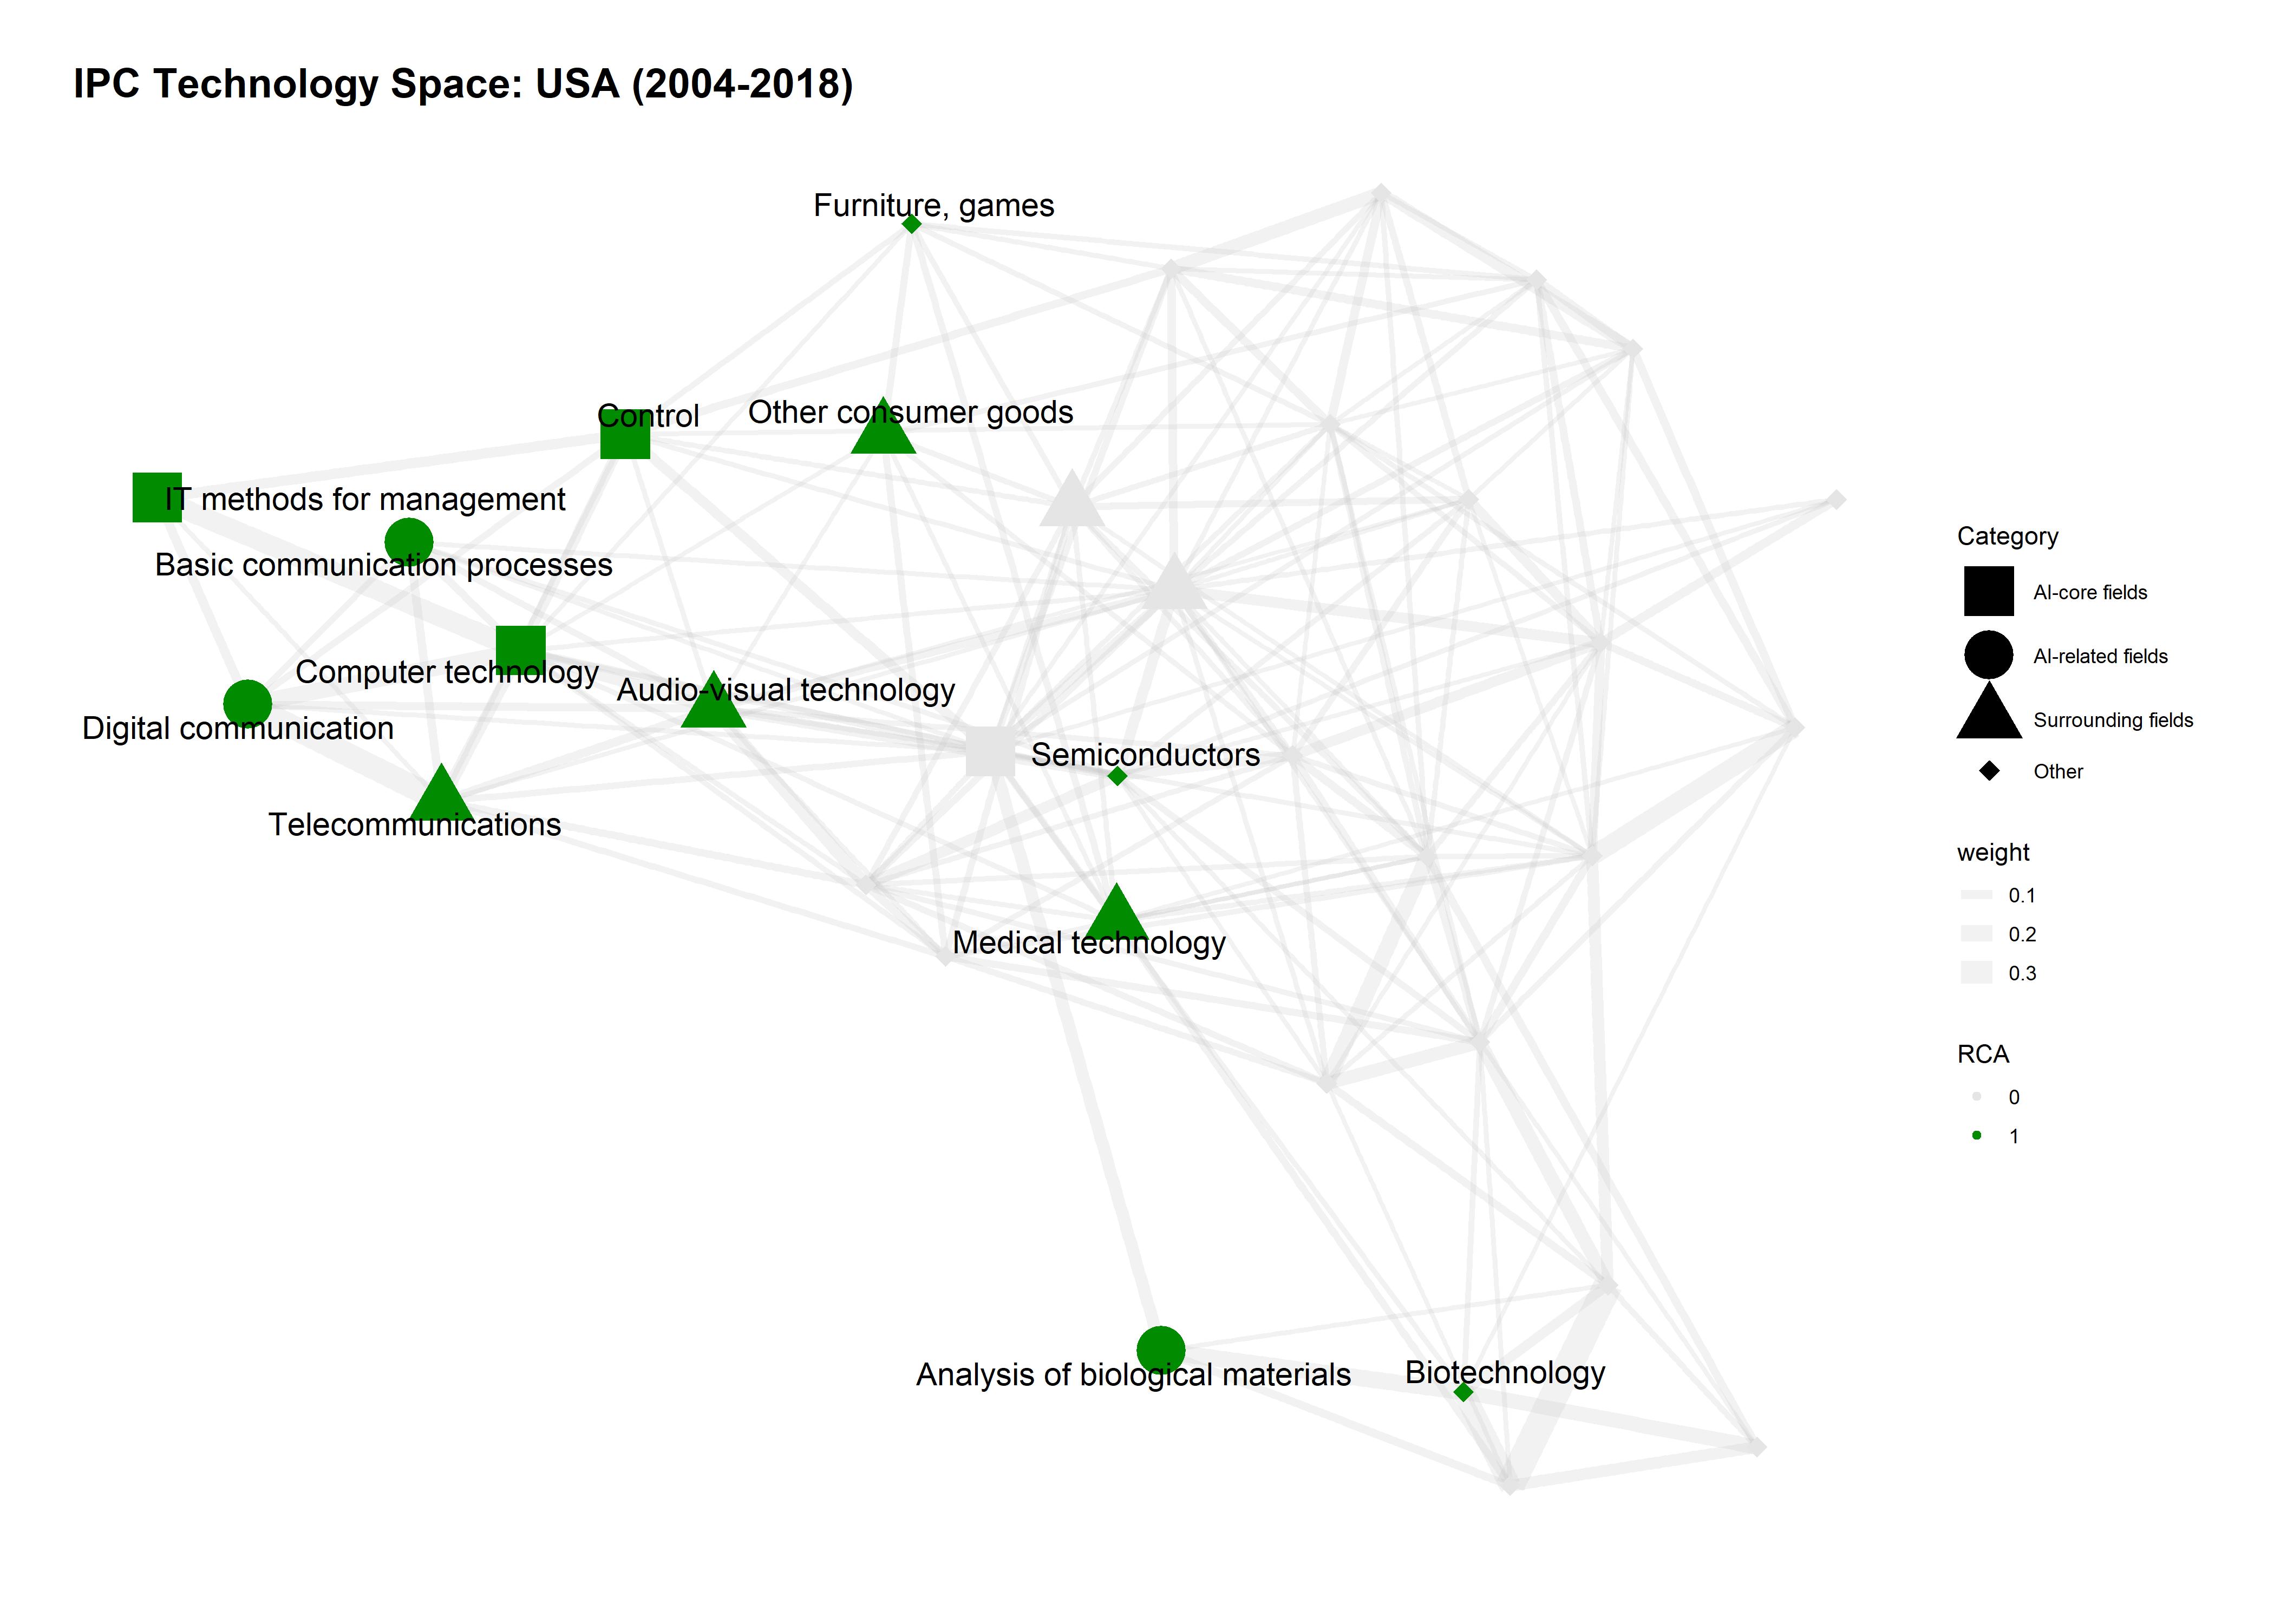 IPC Technology Space: USA (2004-2018)
Furniture, games
Control
Other consumer goods
IT methods for management
Basic communication processes
Computer technology
Audio-visual technology
Digital communication
Semiconductors
Telecommunications
Medical technology
Analysis of biological materials
Biotechnology
Category
AI-core fields
AI-related fields
Surrounding fields
Other
weight
0.1
0.2
0.3
RCA
0
1